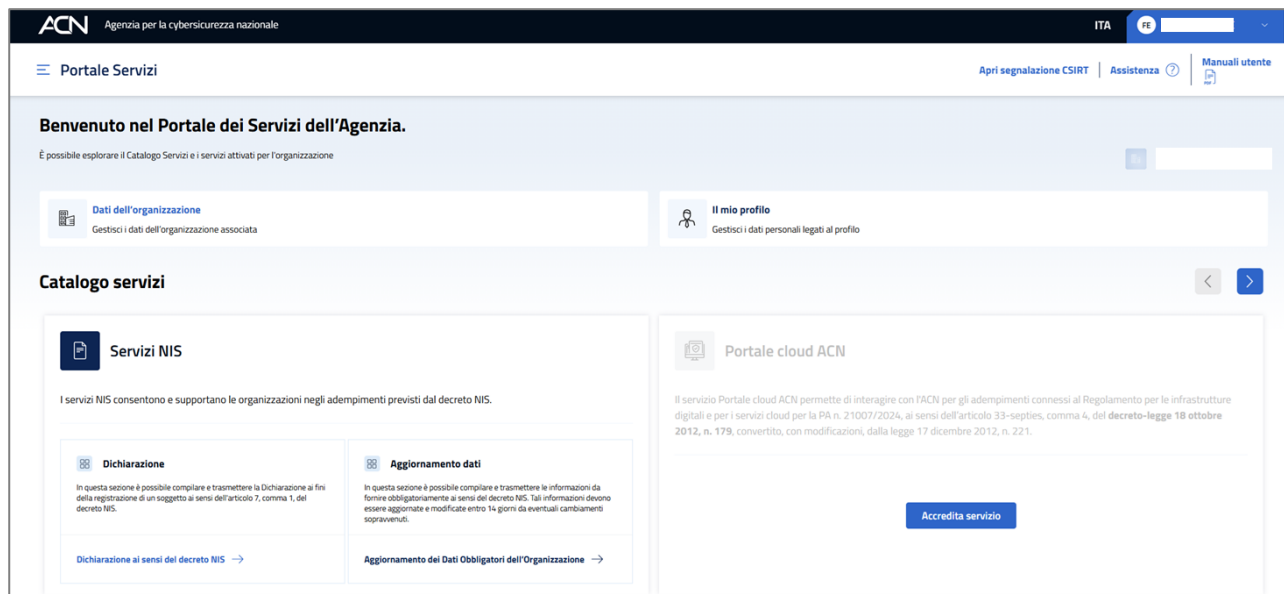 ACN Agenzia per la cybersicurezza nazionale
ITA
FE
Portale Servizi
Apri segnalazione CSIRT
Assistenza ?
Manuali utente
Benvenuto nel Portale dei Servizi dell'Agenzia.
È possibile esplorare il Catalogo Servizi e i servizi attivati per l'organizzazione
Dati dell'organizzazione
Gestisci i dati dell'organizzazione associata
Il mio profilo
Gestisci i dati personali legati al profilo
Catalogo servizi
Servizi NIS
I servizi NIS consentono e supportano le organizzazioni negli adempimenti previsti dal decreto NIS.
Dichiarazione
In questa sezione è possibile compilare e trasmettere la Dichiarazione ai fini
della registrazione di un soggetto ai sensi dell'articolo 7, comma 1, del
decreto NIS.
Dichiarazione ai sensi del decreto NIS
Aggiornamento dati
In questa sezione è possibile compilare e trasmettere le informazioni da
fornire obbligatoriamente ai sensi del decreto NIS. Tali informazioni devono
essere aggiornate e modificate entro 14 giorni da eventuali cambiamenti
sopravvenuti.
Aggiornamento dei Dati Obbligatori dell'Organizzazione
Portale cloud ACN
Il servizio Portale cloud ACN permette di interagire con l'ACN per gli adempimenti connessi al Regolamento per le infrastrutture
digitali e per i servizi cloud per la PA n. 21007/2024, ai sensi dell'articolo 33-septies, comma 4, del decreto-legge 18 ottobre
2012, n. 179, convertito, con modificazioni, dalla legge 17 dicembre 2012, n. 221.
Accredita servizio